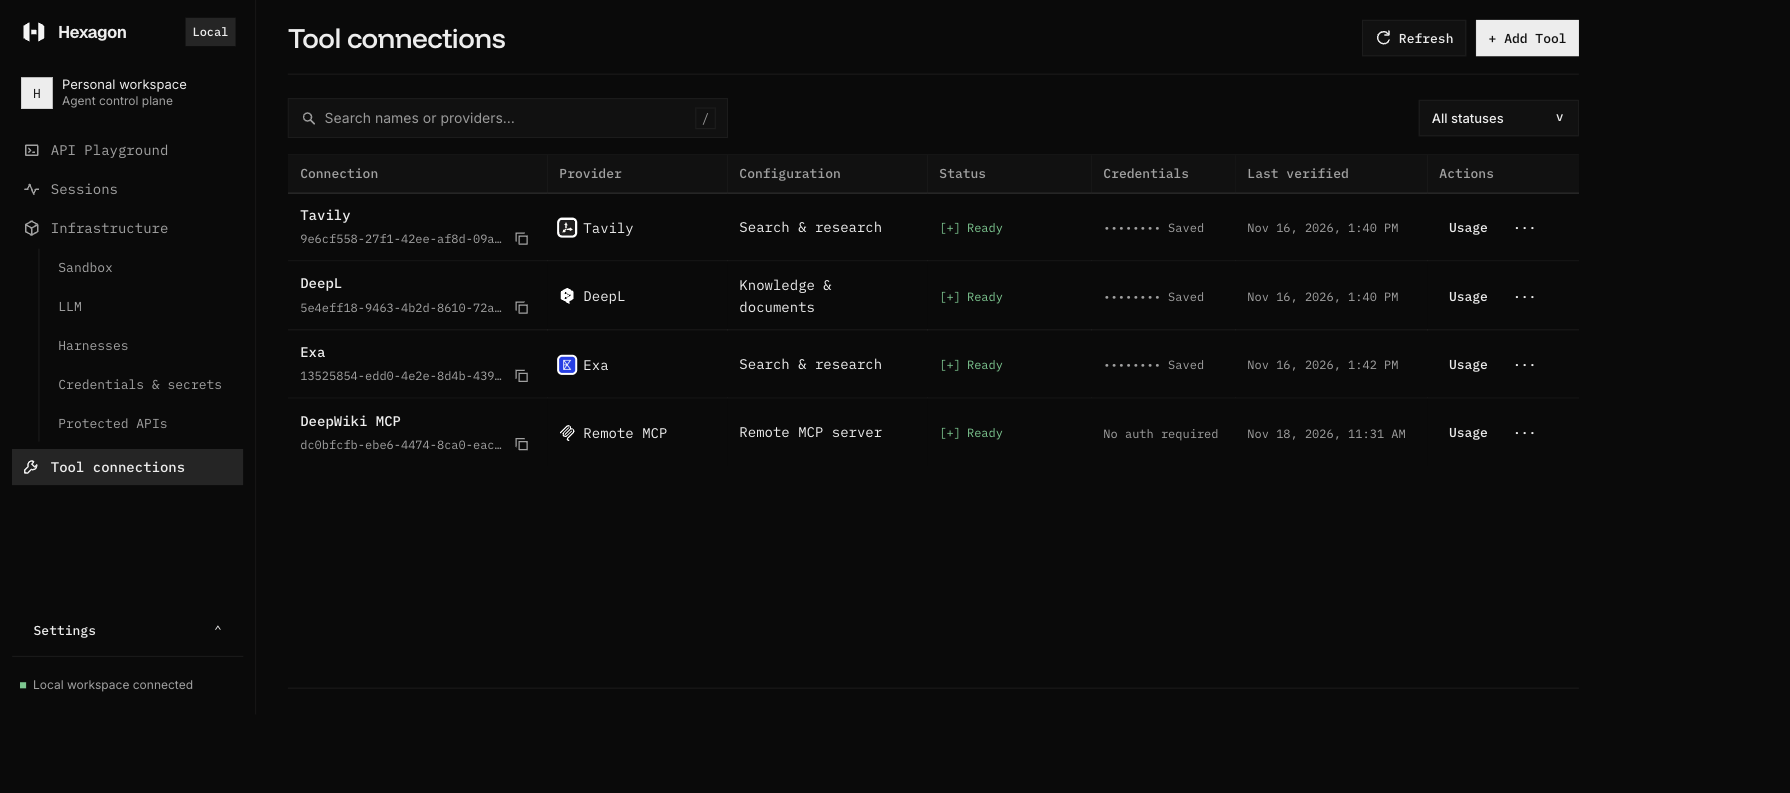 Hexagon
Local
H
Personal workspace
Agent control plane
API Playground
Sessions
Infrastructure
Sandbox
LLM
Harnesses
Credentials & secrets
Protected APIs
Tool connections
Settings
Local workspace connected
Tool connections
Refresh
+ Add Tool
Search names or providers...
/
All statuses
Connection Provider Configuration Status Credentials Last verified Actions
Tavily
9e6cf558-27f1-42ee-af8d-09a…
Tavily
Search & research
[+] Ready
•••••••• Saved
Nov 16, 2026, 1:40 PM
Usage
···
DeepL
5e4eff18-9463-4b2d-8610-72a…
DeepL
Knowledge &
documents
[+] Ready
•••••••• Saved
Nov 16, 2026, 1:40 PM
Usage
···
Exa
13525854-edd0-4e2e-8d4b-439…
Exa
Search & research
[+] Ready
•••••••• Saved
Nov 16, 2026, 1:42 PM
Usage
···
DeepWiki MCP
dc0bfcfb-ebe6-4474-8ca0-eac…
Remote MCP
Remote MCP server
[+] Ready
No auth required
Nov 18, 2026, 11:31 AM
Usage
···